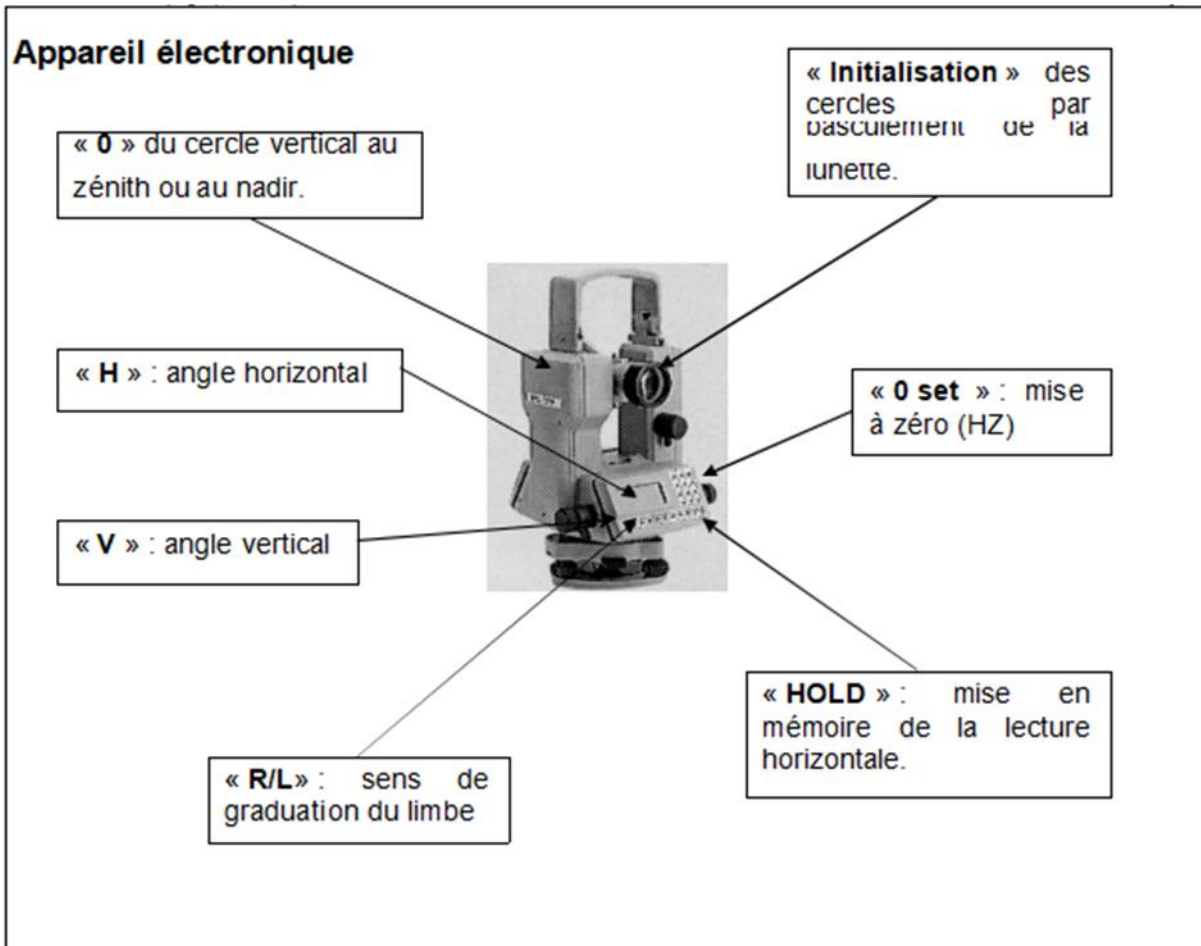 Appareil électronique
« Initialisation » des
cercles par
basculement de la
lunette.
« 0 » du cercle vertical au
zénith ou au nadir.
« H » : angle horizontal
« 0 set » : mise
à zéro (HZ)
« V » : angle vertical
« HOLD » : mise en
mémoire de la lecture
horizontale.
« R/L» : sens de
graduation du limbe